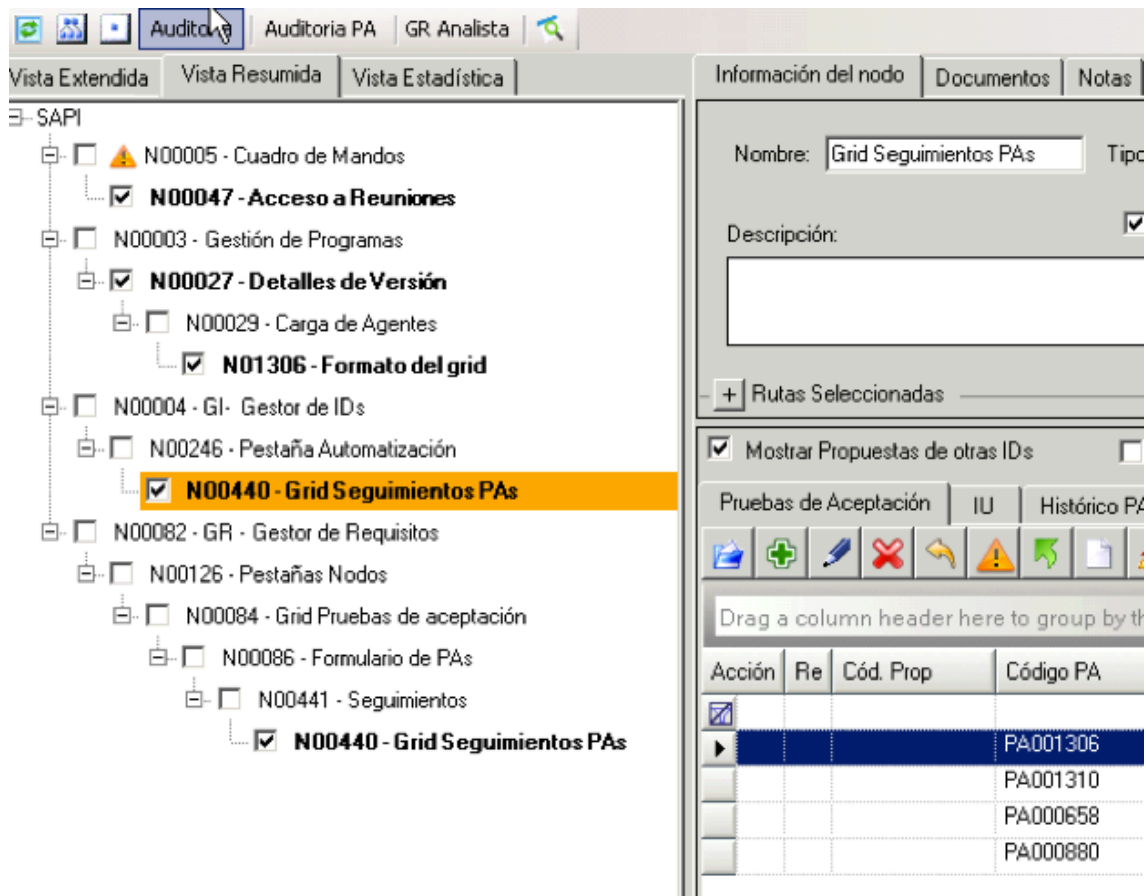 Auditoria PA GR Analista
Vista Extendida Vista Resumida Vista Estadística
SAPI
N00005 - Cuadro de Mandos
N00047 - Acceso a Reuniones
N00003 - Gestión de Programas
N00027 - Detalles de Versión
N00029 - Carga de Agentes
N01306 - Formato del grid
N00004 - GI- Gestor de IDs
N00246 - Pestaña Automatización
N00440 - Grid Seguimientos PAs
N00082 - GR - Gestor de Requisitos
N00126 - Pestañas Nodos
N00084 - Grid Pruebas de aceptación
N00086 - Formulario de PAs
N00441 - Seguimientos
N00440 - Grid Seguimientos PAs
Información del nodo Documentos Notas
Nombre: Grid Seguimientos PAs
Descripción:
+ Rutas Seleccionadas
Mostrar Propuestas de otras IDs
Pruebas de Aceptación IU Histórico PA
Drag a column header here to group by
Acción Re Cód. Prop Código PA
PA001306
PA001310
PA000658
PA000880